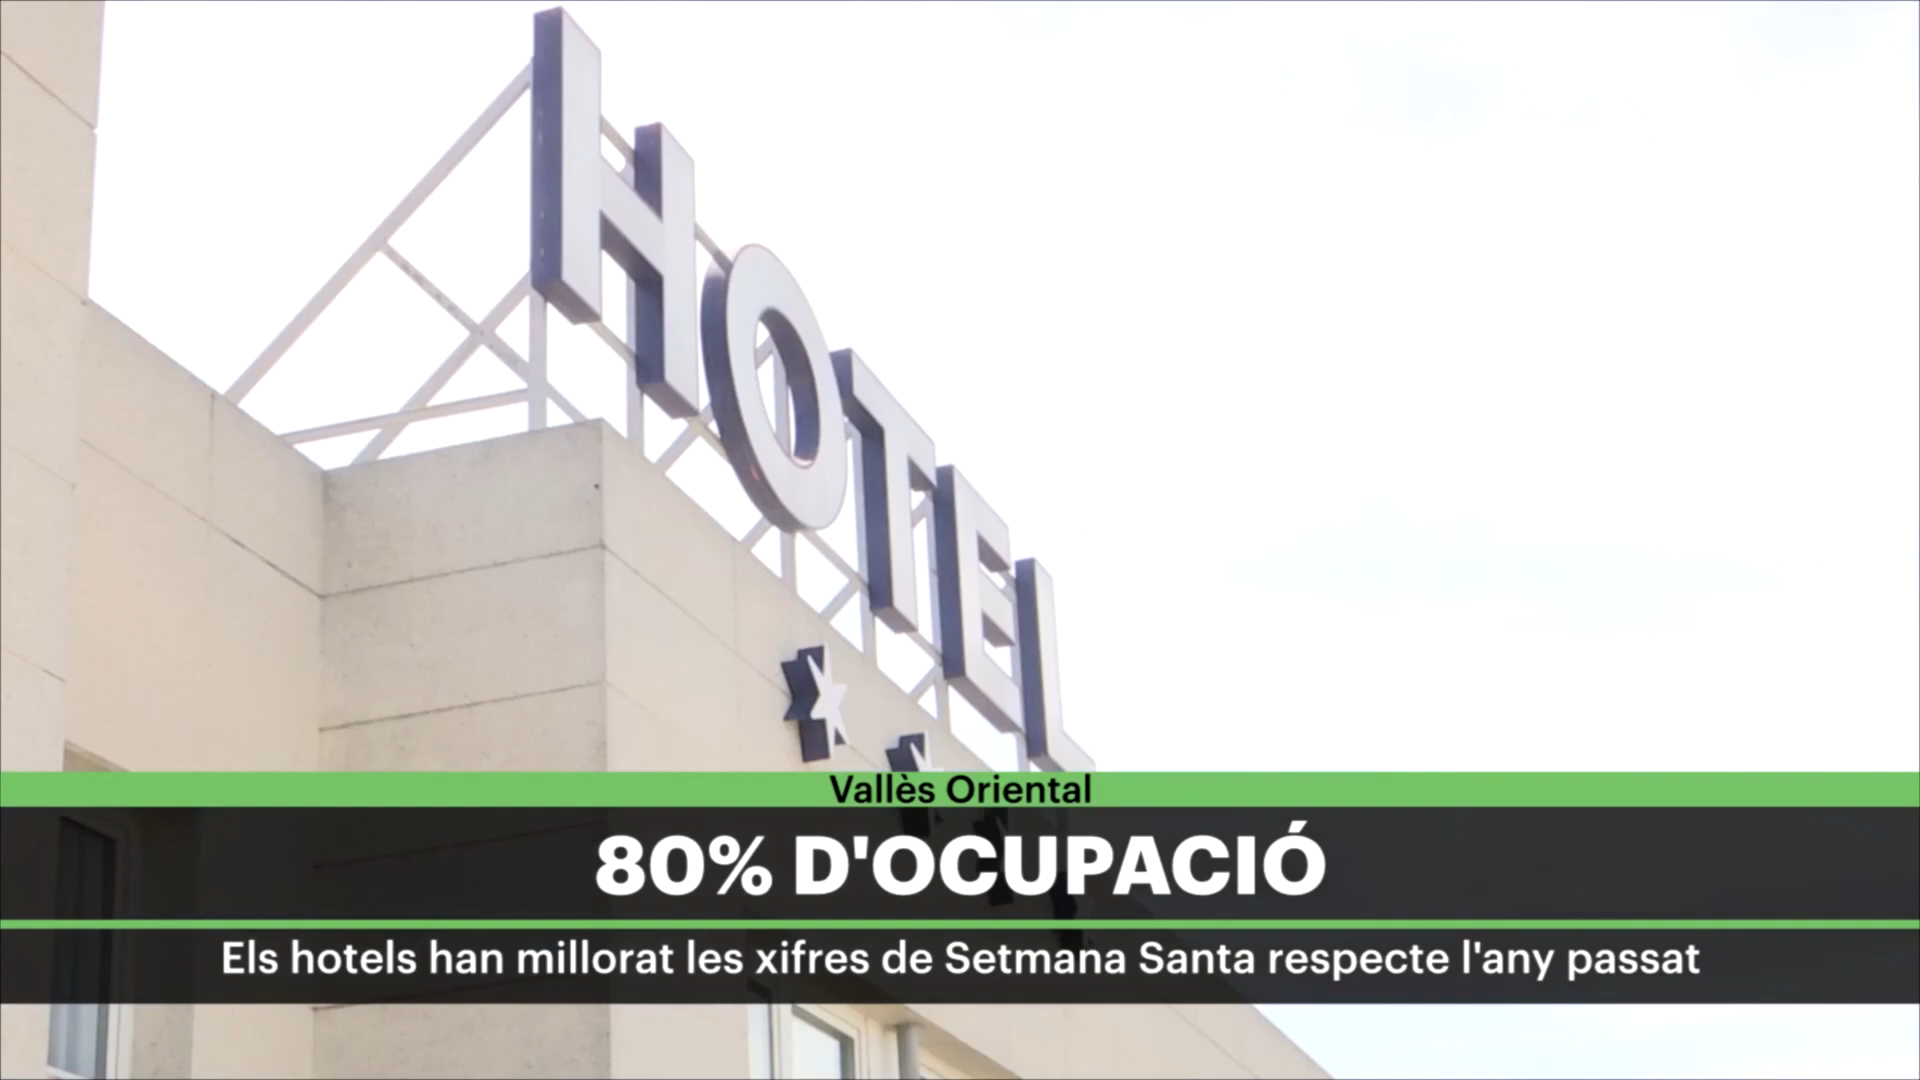 HOTEL
Vallès Oriental
80% D'OCUPACIÓ
Els hotels han millorat les xifres de Setmana Santa respecte l'any passat